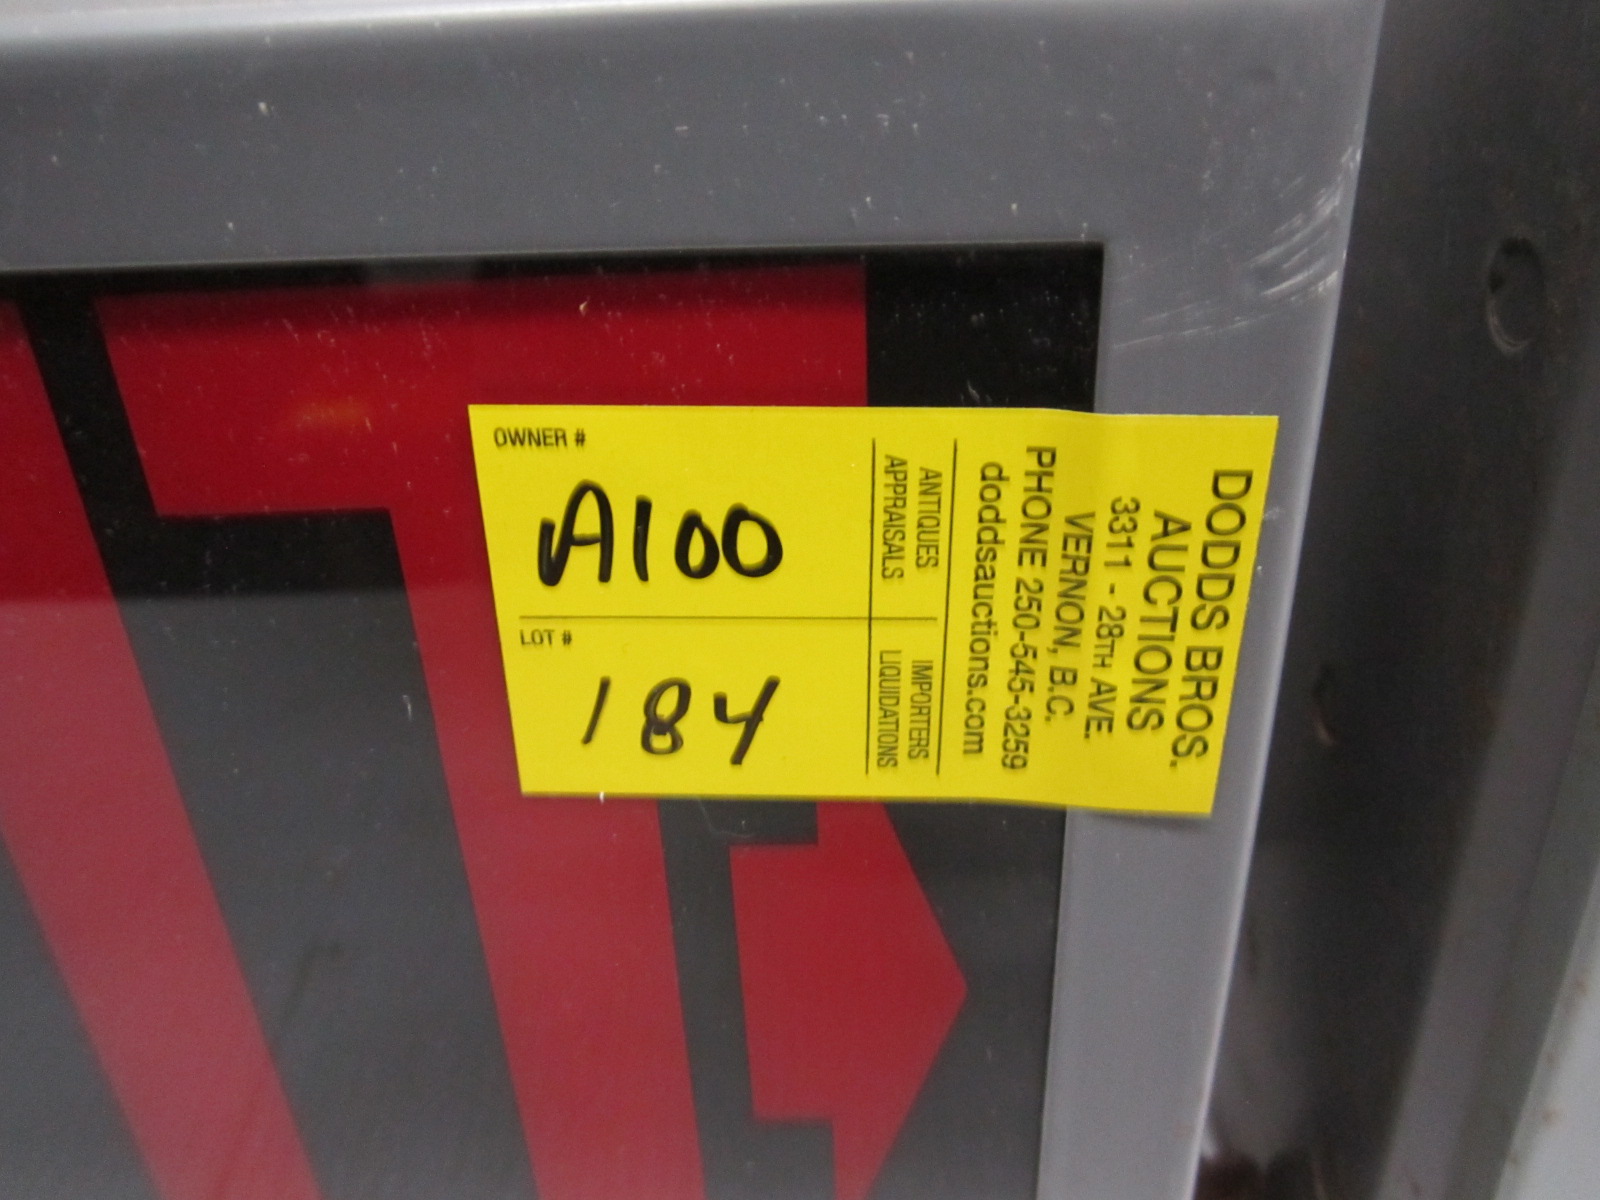 OWNER #
A100
LOT #
184
DODDS BROS.
AUCTIONS
3311 - 28TH AVE.
VERNON, B.C.
PHONE 250-545-3259
doddsauctions.com
ANTIQUES IMPORTERS
APPRAISALS LIQUIDATIONS